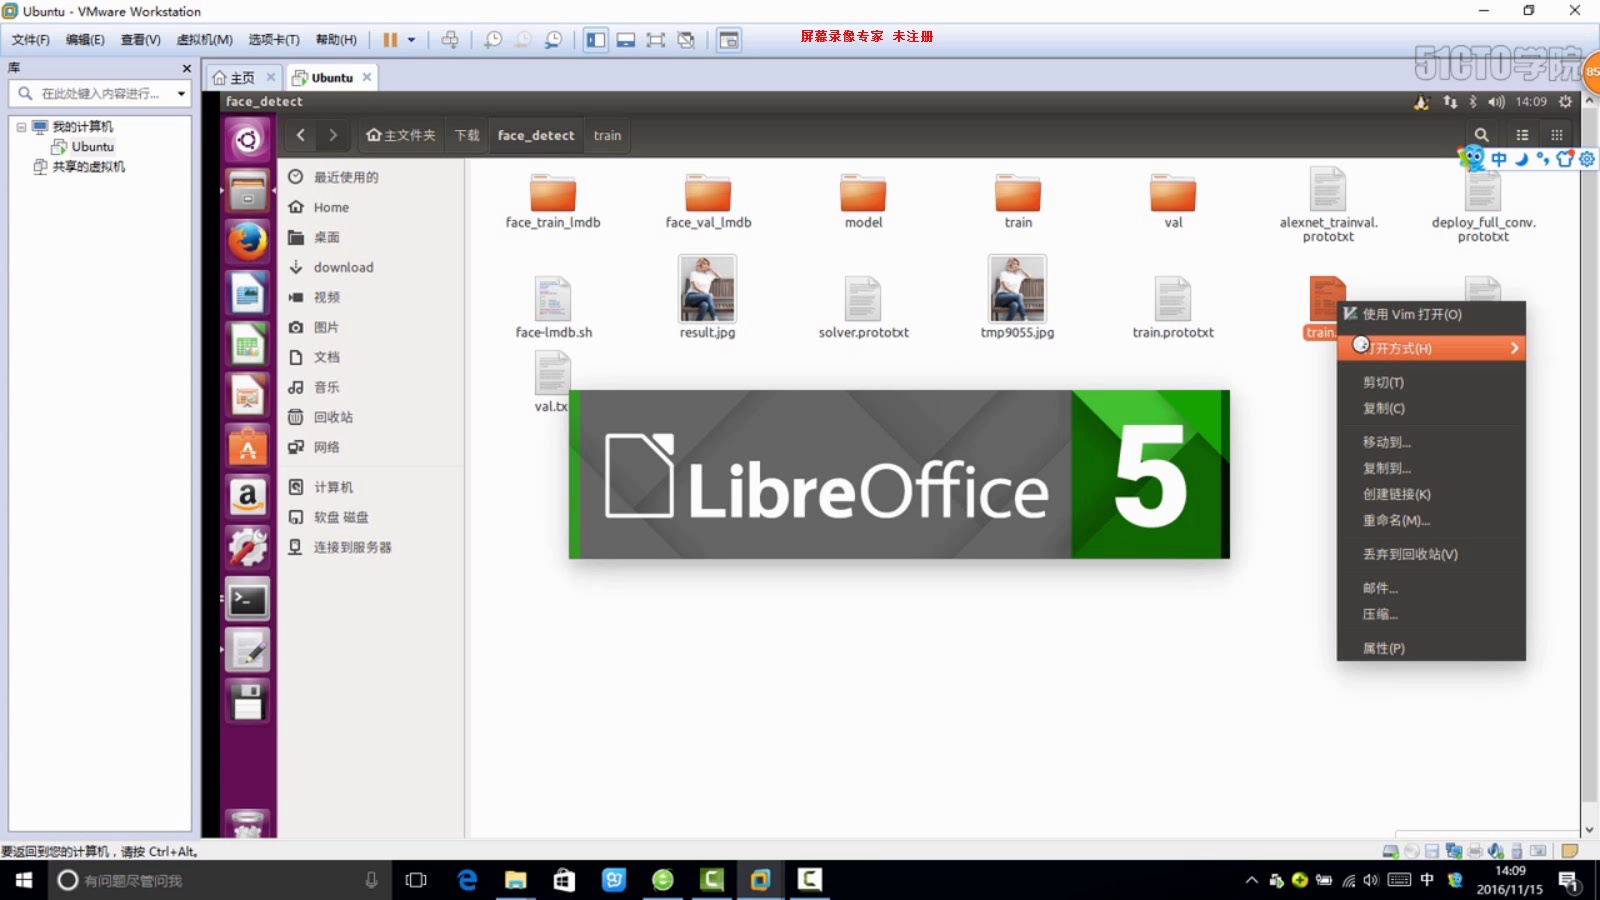 Ubuntu - VMware Workstation
文件(F) 编辑(E) 查看(V) 虚拟机(M) 选项卡(T) 帮助(H)
屏幕录像专家 未注册
51CTO学院
85
库
在此处键入内容进行...
我的计算机
Ubuntu
共享的虚拟机
主页
Ubuntu
face_detect
14:09
主文件夹 下载 face_detect train
中
最近使用的
Home
桌面
download
视频
图片
文档
音乐
回收站
网络
计算机
软盘 磁盘
连接到服务器
face_train_lmdb
face_val_lmdb
model
train
val
alexnet_trainval.
prototxt
deploy_full_conv.
prototxt
face-lmdb.sh
result.jpg
solver.prototxt
tmp9055.jpg
train.prototxt
train.
val.tx
LibreOffice 5
使用 Vim 打开(O)
打开方式(H)
剪切(T)
复制(C)
移动到...
复制到...
创建链接(K)
重命名(M)...
丢弃到回收站(V)
邮件...
压缩...
属性(P)
要返回到您的计算机，请按 Ctrl+Alt。
有问题尽管问我
中
14:09
2016/11/15
1